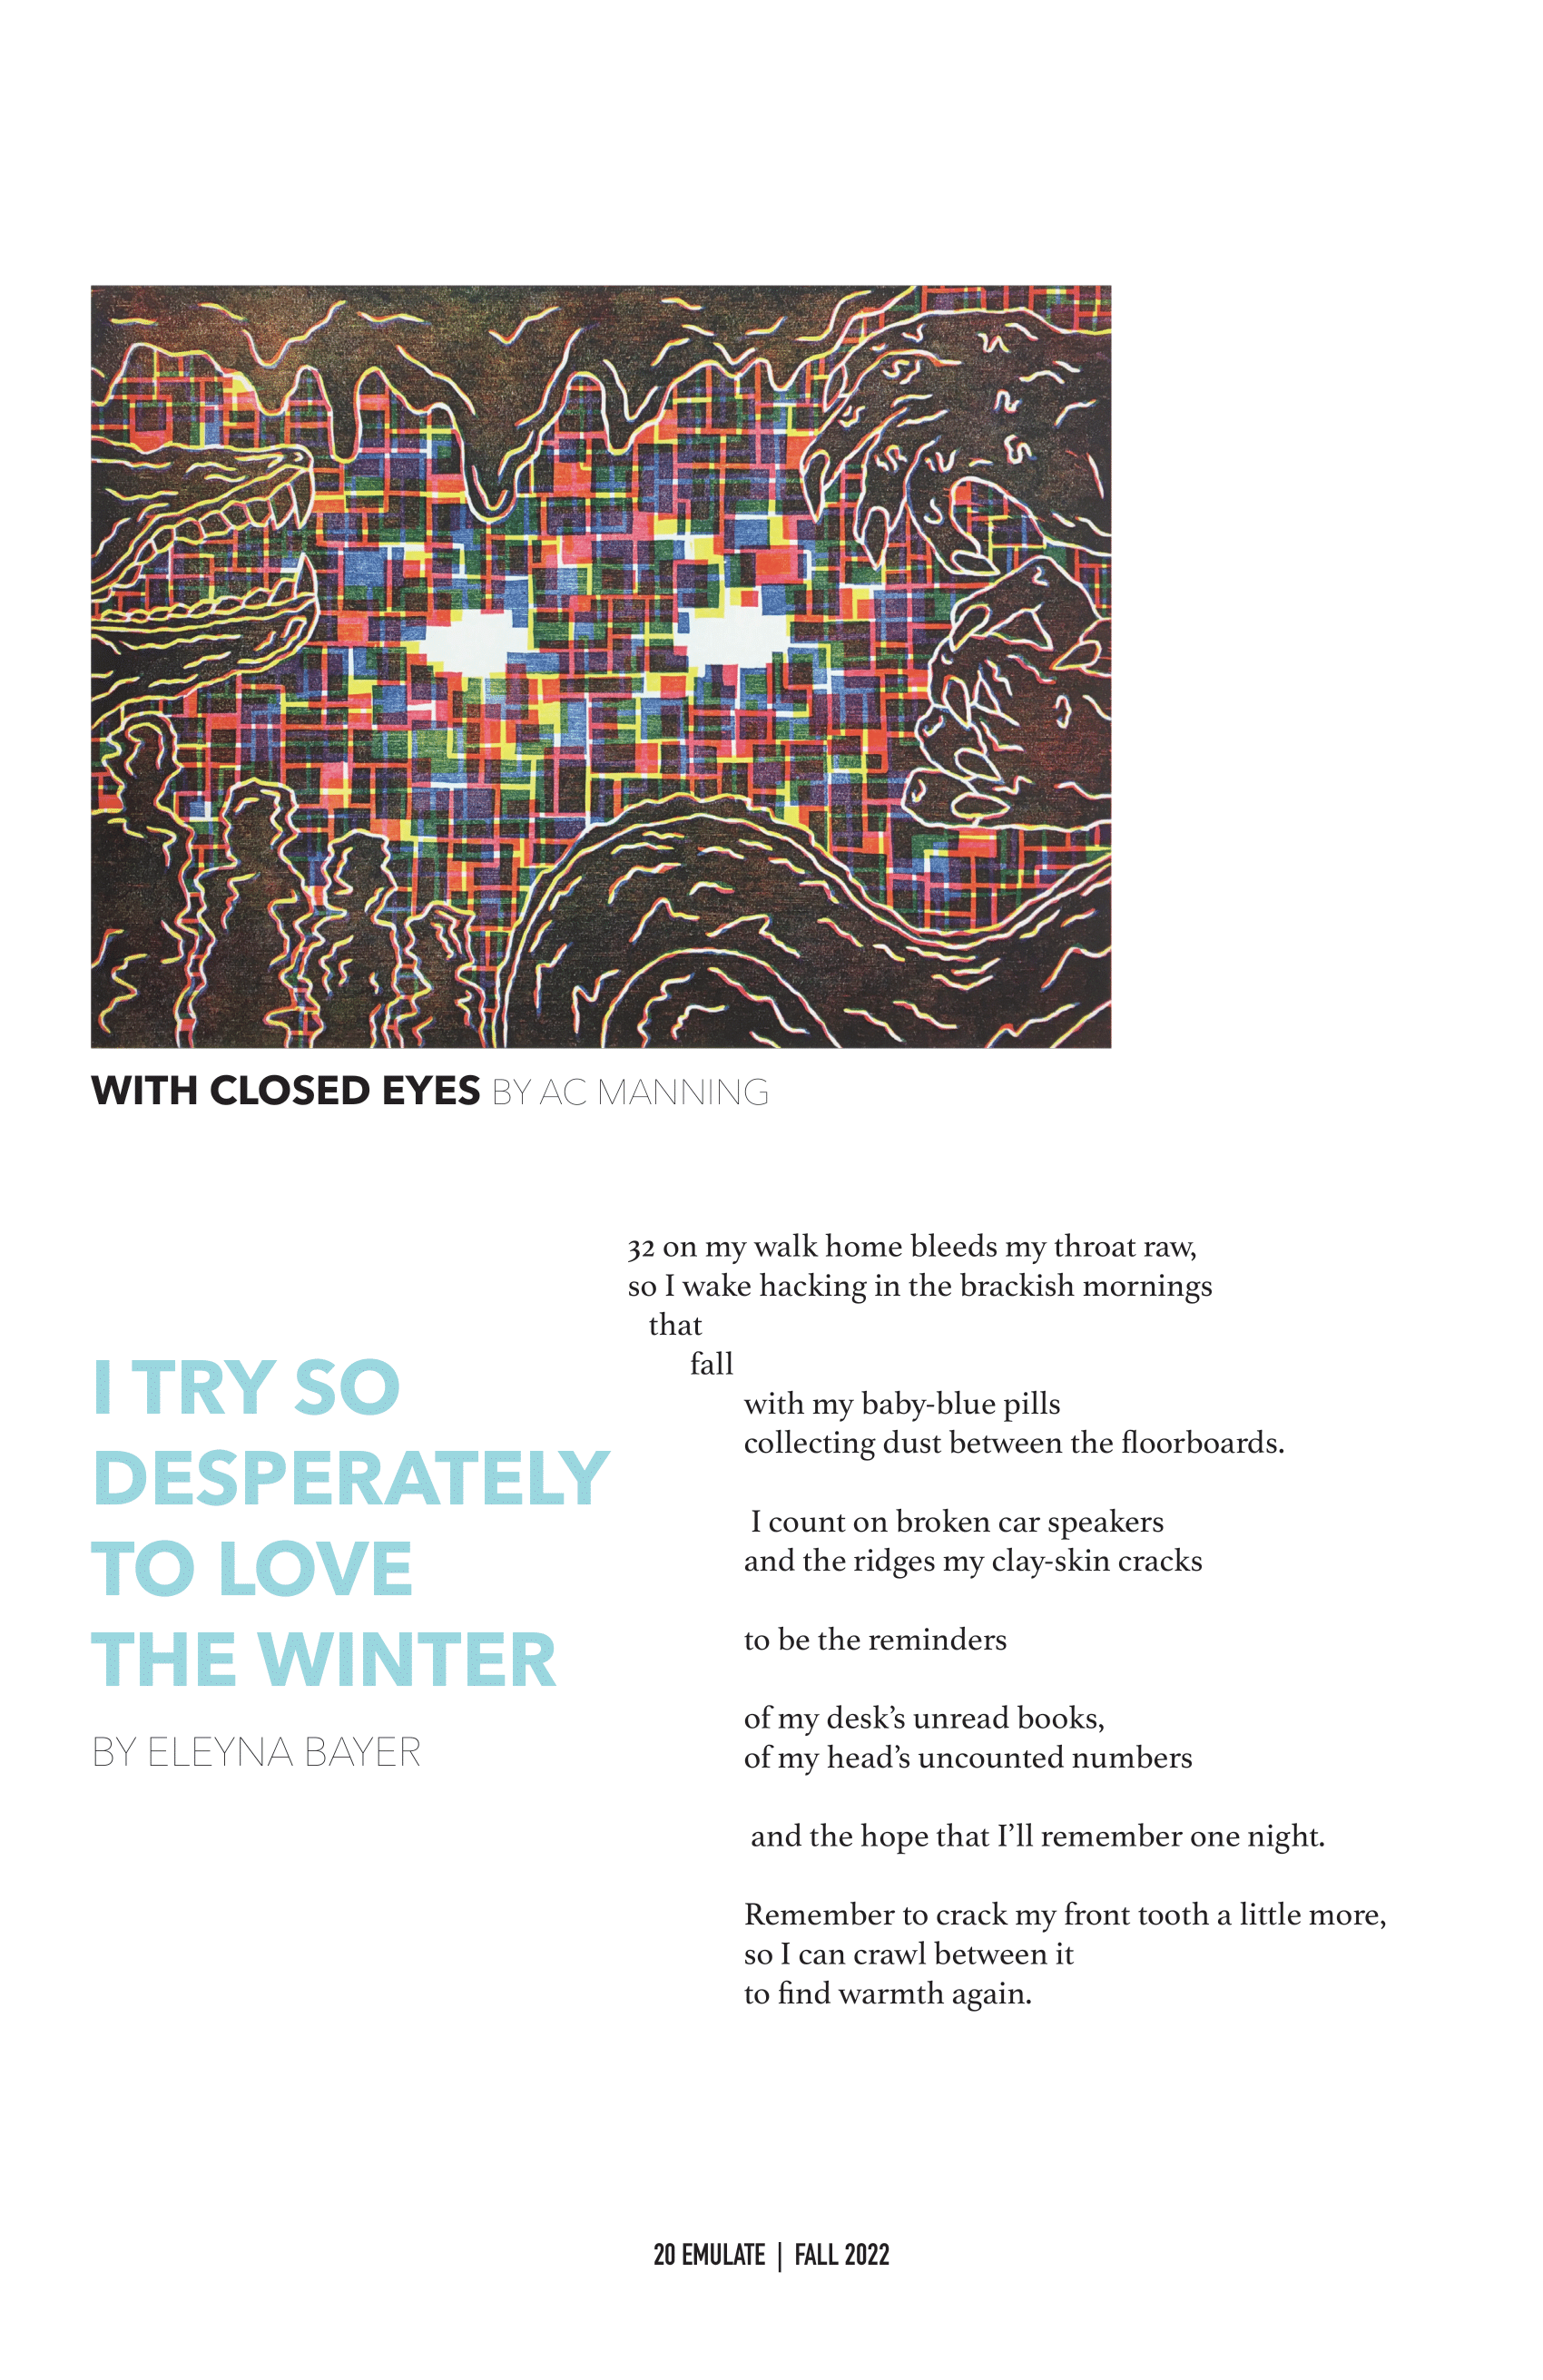 WITH CLOSED EYES BY AC MANNING
I TRY SO
DESPERATELY
TO LOVE
THE WINTER
BY ELEYNA BAYER
32 on my walk home bleeds my throat raw,
so I wake hacking in the brackish mornings
that
fall
with my baby-blue pills
collecting dust between the floorboards.
I count on broken car speakers
and the ridges my clay-skin cracks
to be the reminders
of my desk’s unread books,
of my head’s uncounted numbers
and the hope that I’ll remember one night.
Remember to crack my front tooth a little more,
so I can crawl between it
to find warmth again.
20 EMULATE | FALL 2022